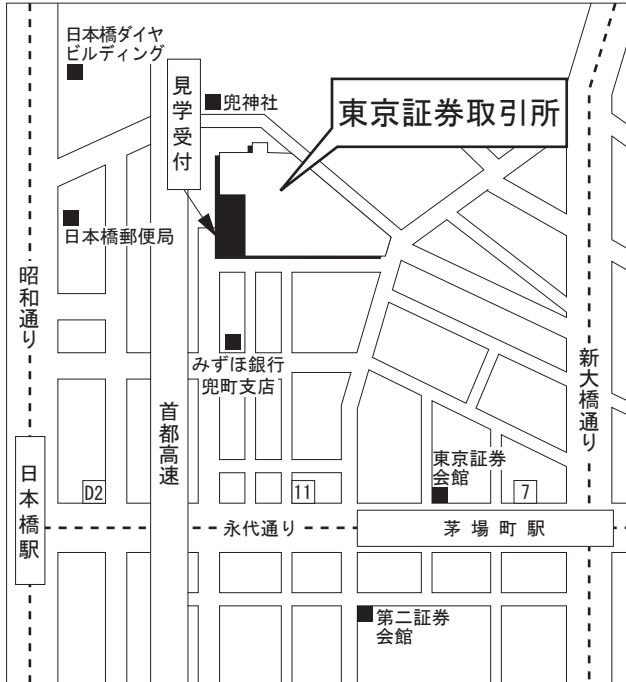 日本橋ダイヤ
ビルディング
見学受付
兜神社
東京証券取引所
日本橋郵便局
昭和通り
みずほ銀行
兜町支店
新大橋通り
首都高速
東京証券
会館
日本橋駅
D2
11
7
永代通り
茅場町駅
第二証券
会館